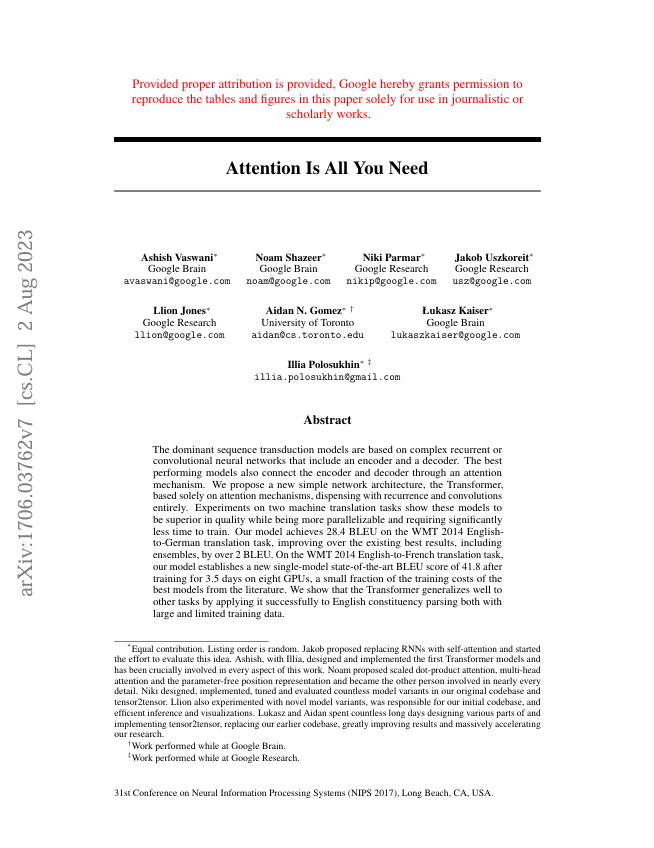 Provided proper attribution is provided, Google hereby grants permission to
reproduce the tables and figures in this paper solely for use in journalistic or
scholarly works.
Attention Is All You Need
Ashish Vaswani*
Google Brain
avaswani@google.com
Noam Shazeer*
Google Brain
noam@google.com
Niki Parmar*
Google Research
nikip@google.com
Jakob Uszkoreit*
Google Research
usz@google.com
Llion Jones*
Google Research
llion@google.com
Aidan N. Gomez* †
University of Toronto
aidan@cs.toronto.edu
Łukasz Kaiser*
Google Brain
lukaszkaiser@google.com
Illia Polosukhin* ‡
illia.polosukhin@gmail.com
Abstract
The dominant sequence transduction models are based on complex recurrent or
convolutional neural networks that include an encoder and a decoder. The best
performing models also connect the encoder and decoder through an attention
mechanism. We propose a new simple network architecture, the Transformer,
based solely on attention mechanisms, dispensing with recurrence and convolutions
entirely. Experiments on two machine translation tasks show these models to
be superior in quality while being more parallelizable and requiring significantly
less time to train. Our model achieves 28.4 BLEU on the WMT 2014 English-
to-German translation task, improving over the existing best results, including
ensembles, by over 2 BLEU. On the WMT 2014 English-to-French translation task,
our model establishes a new single-model state-of-the-art BLEU score of 41.8 after
training for 3.5 days on eight GPUs, a small fraction of the training costs of the
best models from the literature. We show that the Transformer generalizes well to
other tasks by applying it successfully to English constituency parsing both with
large and limited training data.
*Equal contribution. Listing order is random. Jakob proposed replacing RNNs with self-attention and started
the effort to evaluate this idea. Ashish, with Illia, designed and implemented the first Transformer models and
has been crucially involved in every aspect of this work. Noam proposed scaled dot-product attention, multi-head
attention and the parameter-free position representation and became the other person involved in nearly every
detail. Niki designed, implemented, tuned and evaluated countless model variants in our original codebase and
tensor2tensor. Llion also experimented with novel model variants, was responsible for our initial codebase, and
efficient inference and visualizations. Lukasz and Aidan spent countless long days designing various parts of and
implementing tensor2tensor, replacing our earlier codebase, greatly improving results and massively accelerating
our research.
†Work performed while at Google Brain.
‡Work performed while at Google Research.
31st Conference on Neural Information Processing Systems (NIPS 2017), Long Beach, CA, USA.
arXiv:1706.03762v7 [cs.CL] 2 Aug 2023